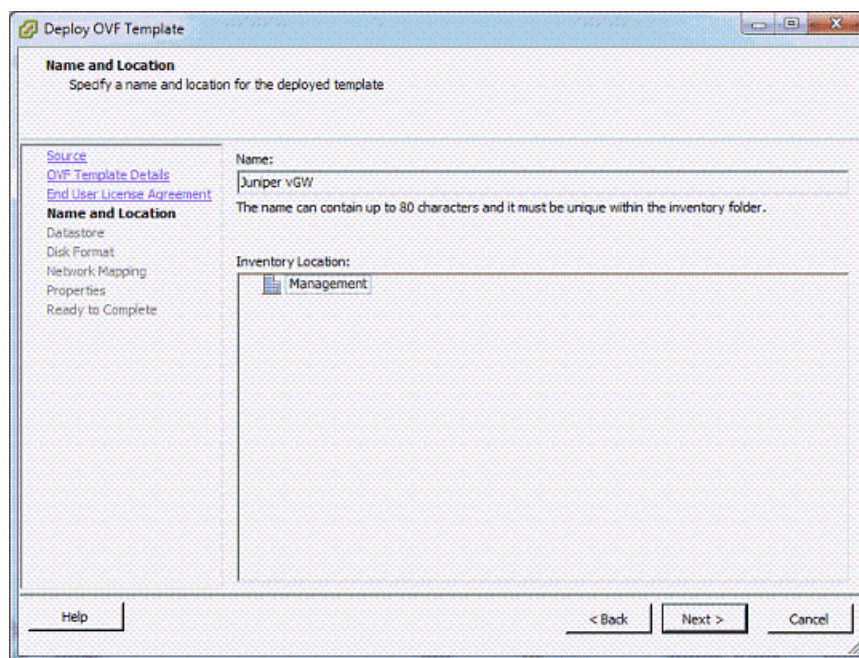 Deploy OVF Template
Name and Location
Specify a name and location for the deployed template
Source
OVF Template Details
End User License Agreement
Name and Location
Datastore
Disk Format
Network Mapping
Properties
Ready to Complete
Name:
Juniper vGW
The name can contain up to 80 characters and it must be unique within the inventory folder.
Inventory Location:
Management
Help
< Back
Next >
Cancel